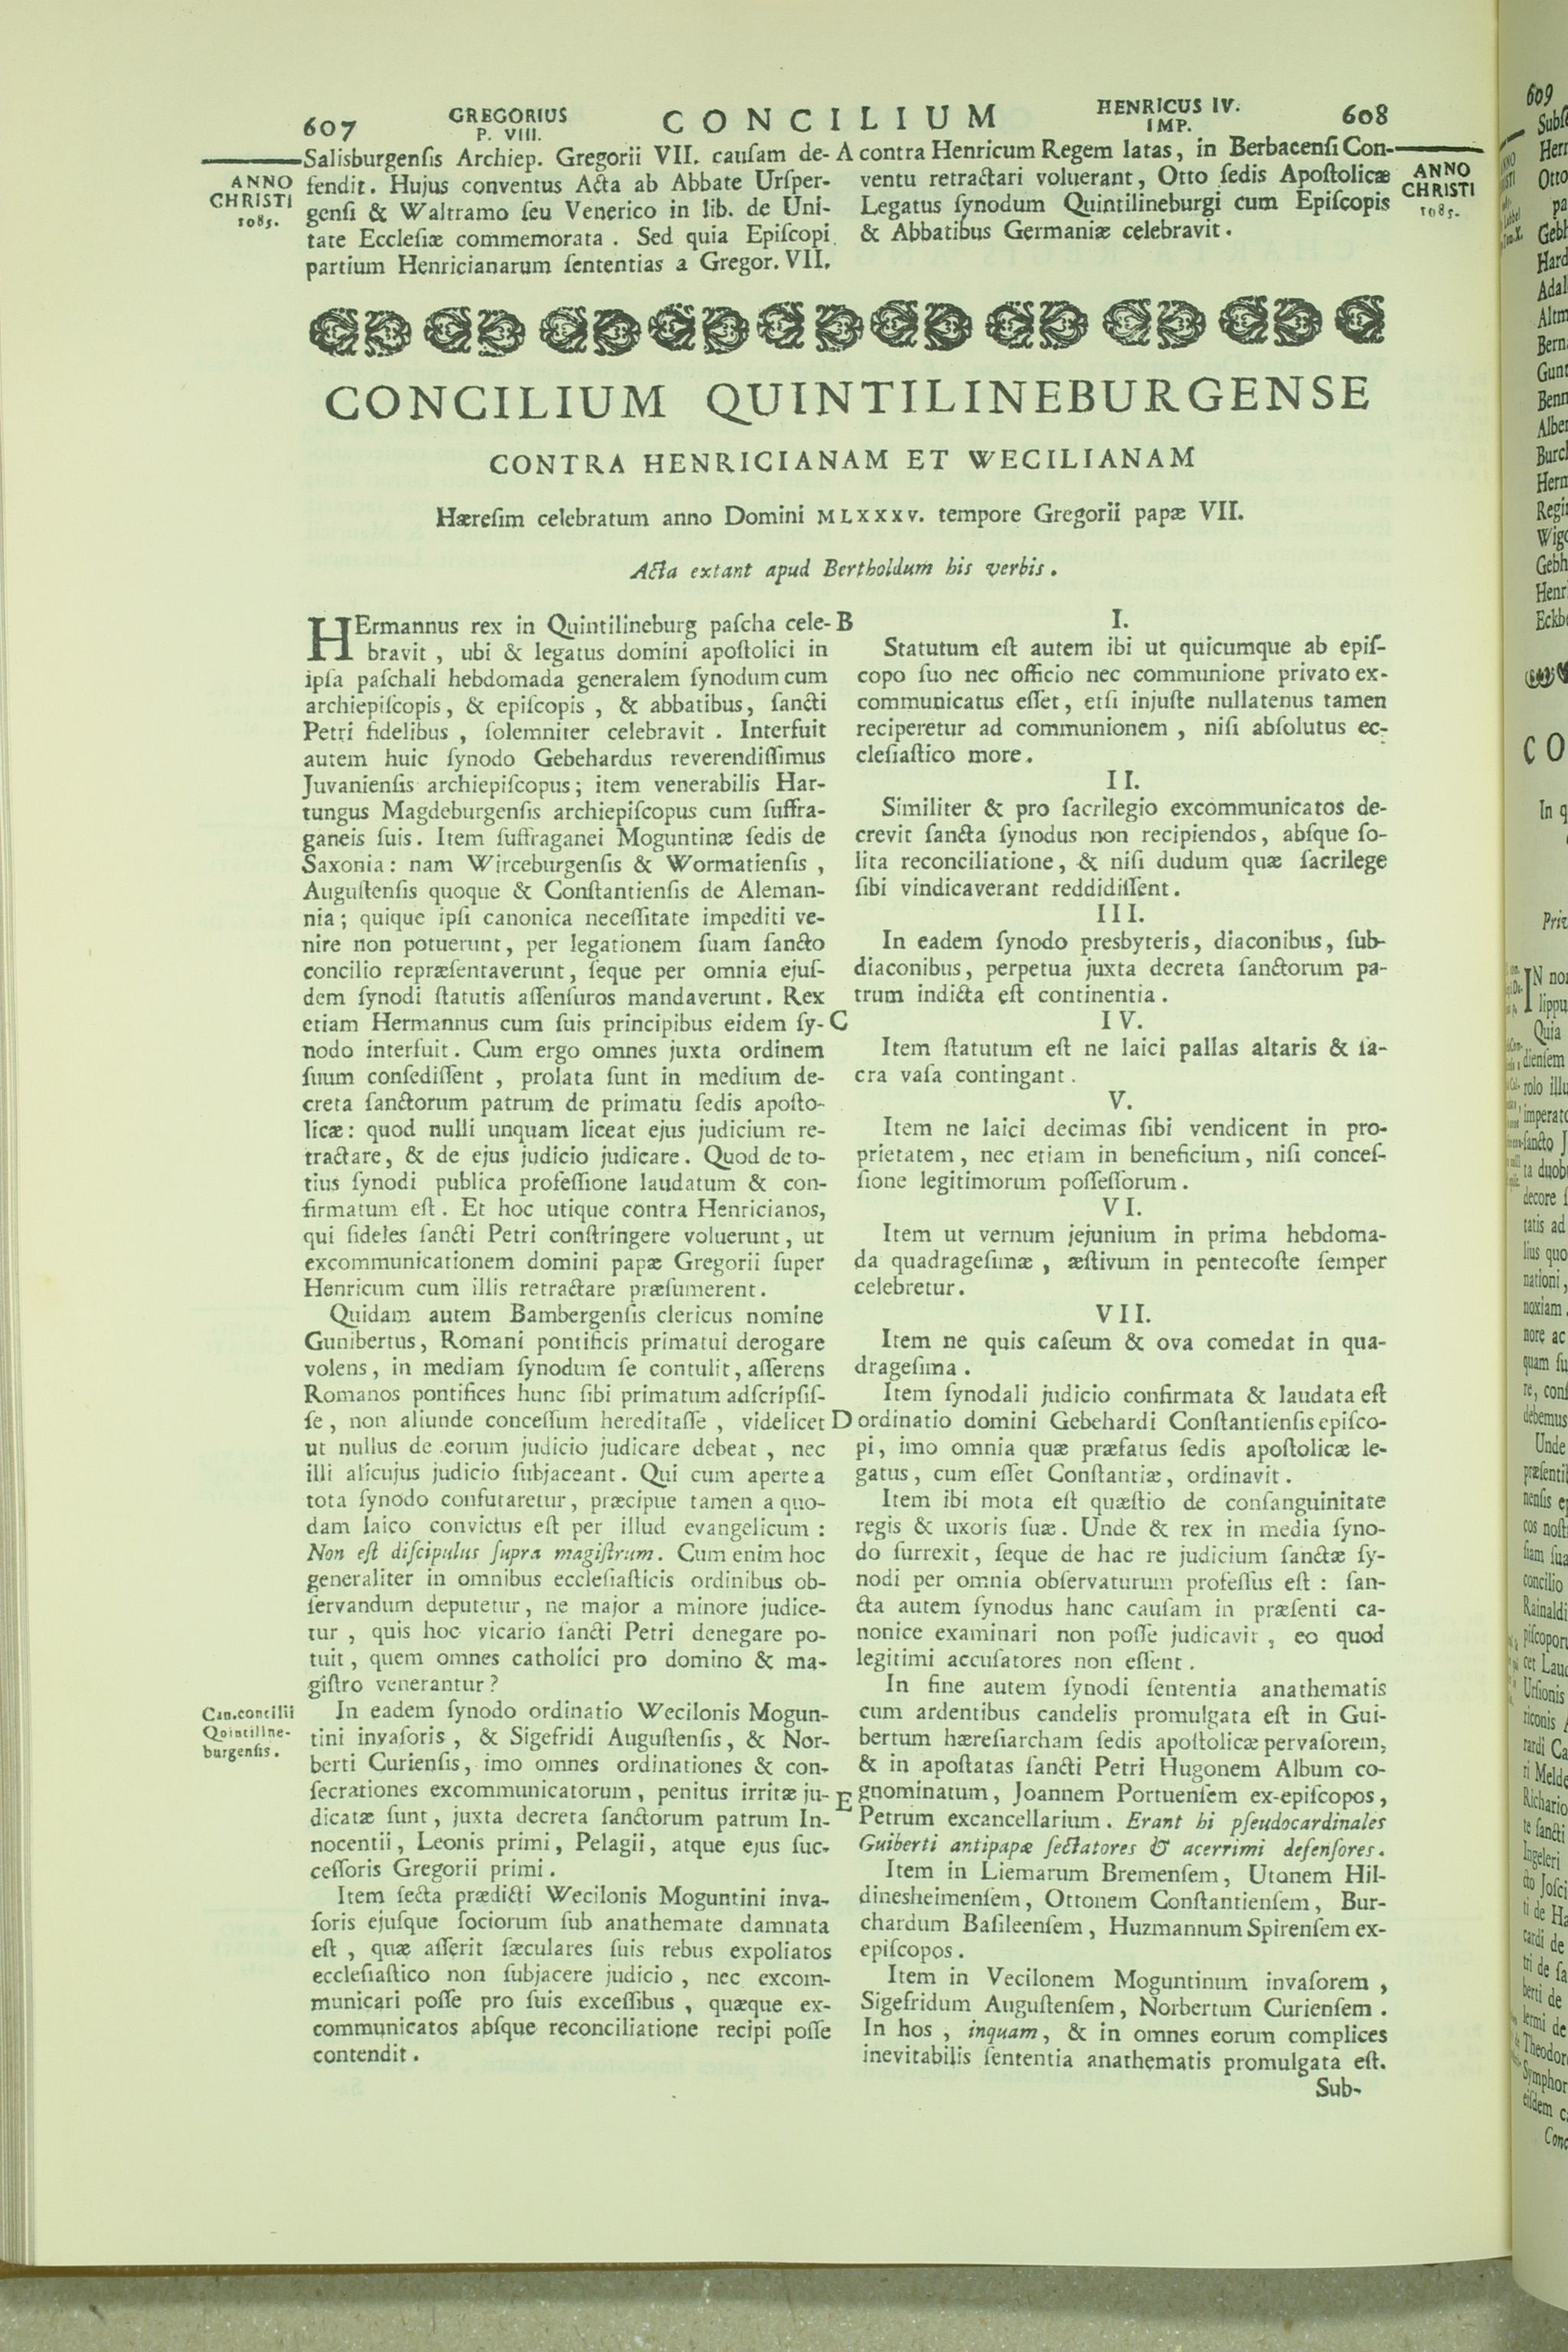 607
GREGORIUS
P. VIII.
CONCILIUM
HENRICUS IV.
IMP.
608
ANNO
CHRISTI
1085.
Salisburgenſis Archiep. Gregorii VII. cauſam de-
fendit. Hujus conventus Acta ab Abbate Urſper-
genſi & Waltramo ſeu Venerico in lib. de Uni-
tate Eccleſiæ commemorata. Sed quia Epiſcopi
partium Henricianarum ſententias a Gregor. VII.
A
contra Henricum Regem latas, in Berbacenſi Con-
ventu retractari voluerant, Otto ſedis Apoſtolicæ
Legatus ſynodum Quintilineburgi cum Epiſcopis
& Abbatibus Germaniæ celebravit.
ANNO
CHRISTI
1085.
CONCILIUM QUINTILINEBURGENSE
CONTRA HENRICIANAM ET WECILIANAM
Hæreſim celebratum anno Domini MLXXXV. tempore Gregorii papæ VII.
Acta extant apud Bertholdum his verbis.
HErmannus rex in Quintilineburg paſcha cele-
bravit, ubi & legatus domini apoſtolici in
ipſa paſchali hebdomada generalem ſynodum cum
archiepiſcopis, & epiſcopis, & abbatibus, ſancti
Petri fidelibus, ſolemniter celebravit. Interfuit
autem huic ſynodo Gebehardus reverendiſſimus
Juvanienſis archiepiſcopus; item venerabilis Har-
tungus Magdeburgenſis archiepiſcopus cum ſuffra-
ganeis ſuis. Item ſuffraganei Moguntinæ ſedis de
Saxonia: nam Wirceburgenſis & Wormatienſis,
Auguſtenſis quoque & Conſtantienſis de Aleman-
nia; quique ipſi canonica neceſſitate impediti ve-
nire non potuerunt, per legationem ſuam ſancto
concilio repræſentaverunt, ſeque per omnia ejuſ-
dem ſynodi ſtatutis aſſenſuros mandaverunt. Rex
etiam Hermannus cum ſuis principibus eidem ſy-
nodo interfuit. Cum ergo omnes juxta ordinem
ſuum conſediſſent, prolata ſunt in medium de-
creta ſanctorum patrum de primatu ſedis apoſto-
licæ: quod nulli unquam liceat ejus judicium re-
tractare, & de ejus judicio judicare. Quod de to-
tius ſynodi publica profeſſione laudatum & con-
firmatum eſt. Et hoc utique contra Henricianos,
qui fideles ſancti Petri conſtringere voluerunt, ut
excommunicationem domini papæ Gregorii ſuper
Henricum cum illis retractare præſumerent.
Quidam autem Bambergenſis clericus nomine
Gunibertus, Romani pontificis primatui derogare
volens, in mediam ſynodum ſe contulit, aſſerens
Romanos pontifices hunc ſibi primatum adſcripſiſ-
ſe, non aliunde conceſſum hereditaſſe, videlicet
ut nullus de eorum judicio judicare debeat, nec
illi alicujus judicio ſubjaceant. Qui cum aperte a
tota ſynodo confutaretur, præcipue tamen a quo-
dam laico convictus eſt per illud evangelicum:
Non eſt diſcipulus ſupra magiſtrum. Cum enim hoc
generaliter in omnibus eccleſiaſticis ordinibus ob-
ſervandum deputetur, ne major a minore judice-
tur, quis hoc vicario ſancti Petri denegare po-
tuit, quem omnes catholici pro domino & ma-
giſtro venerantur?
Can. concilii
Quintiline-
burgenſis.
In eadem ſynodo ordinatio Wecilonis Mogun-
tini invaſoris, & Sigefridi Auguſtenſis, & Nor-
berti Curienſis, imo omnes ordinationes & con-
ſecrationes excommunicatorum, penitus irritæ ju-
dicatæ ſunt, juxta decreta ſanctorum patrum In-
nocentii, Leonis primi, Pelagii, atque ejus ſuc-
ceſſoris Gregorii primi.
Item ſecta prædicti Wecilonis Moguntini inva-
ſoris ejuſque ſociorum ſub anathemate damnata
eſt, quæ aſſerit ſæculares ſuis rebus expoliatos
eccleſiaſtico non ſubjacere judicio, nec excom-
municari poſſe pro ſuis exceſſibus, quæque ex-
communicatos abſque reconciliatione recipi poſſe
contendit.
B
C
D
E
I.
Statutum eſt autem ibi ut quicumque ab epiſ-
copo ſuo nec officio nec communione privato ex-
communicatus eſſet, etſi injuſte nullatenus tamen
reciperetur ad communionem, niſi abſolutus ec-
cleſiaſtico more.
II.
Similiter & pro ſacrilegio excommunicatos de-
crevit ſancta ſynodus non recipiendos, abſque ſo-
lita reconciliatione, & niſi dudum quæ ſacrilege
ſibi vindicaverant reddidiſſent.
III.
In eadem ſynodo presbyteris, diaconibus, ſub-
diaconibus, perpetua juxta decreta ſanctorum pa-
trum indicta eſt continentia.
IV.
Item ſtatutum eſt ne laici pallas altaris & ſa-
cra vaſa contingant.
V.
Item ne laici decimas ſibi vendicent in pro-
prietatem, nec etiam in beneficium, niſi conceſ-
ſione legitimorum poſſeſſorum.
VI.
Item ut vernum jejunium in prima hebdoma-
da quadrageſimæ, æſtivum in pentecoſte ſemper
celebretur.
VII.
Item ne quis caſeum & ova comedat in qua-
drageſima.
Item ſynodali judicio confirmata & laudata eſt
ordinatio domini Gebehardi Conſtantienſis epiſco-
pi, imo omnia quæ præfatus ſedis apoſtolicæ le-
gatus, cum eſſet Conſtantiæ, ordinavit.
Item ibi mota eſt quæſtio de conſanguinitate
regis & uxoris ſuæ. Unde & rex in media ſyno-
do ſurrexit, ſeque de hac re judicium ſanctæ ſy-
nodi per omnia obſervaturum profeſſus eſt: ſan-
cta autem ſynodus hanc cauſam in præſenti ca-
nonice examinari non poſſe judicavit, eo quod
legitimi accuſatores non eſſent.
In fine autem ſynodi ſententia anathematis
cum ardentibus candelis promulgata eſt in Gui-
bertum hæreſiarcham ſedis apoſtolicæ pervaſorem,
& in apoſtatas ſancti Petri Hugonem Album co-
gnominatum, Joannem Portuenſem ex-epiſcopos,
Petrum excancellarium. Erant hi pſeudocardinales
Guiberti antipapæ ſectatores & acerrimi defenſores.
Item in Liemarum Bremenſem, Utonem Hil-
dinesheimenſem, Ottonem Conſtantienſem, Bur-
chardum Baſileenſem, Huzmannum Spirenſem ex-
epiſcopos.
Item in Vecilonem Moguntinum invaſorem,
Sigefridum Auguſtenſem, Norbertum Curienſem.
In hos, inquam, & in omnes eorum complices
inevitabilis ſententia anathematis promulgata eſt.
Sub-
609